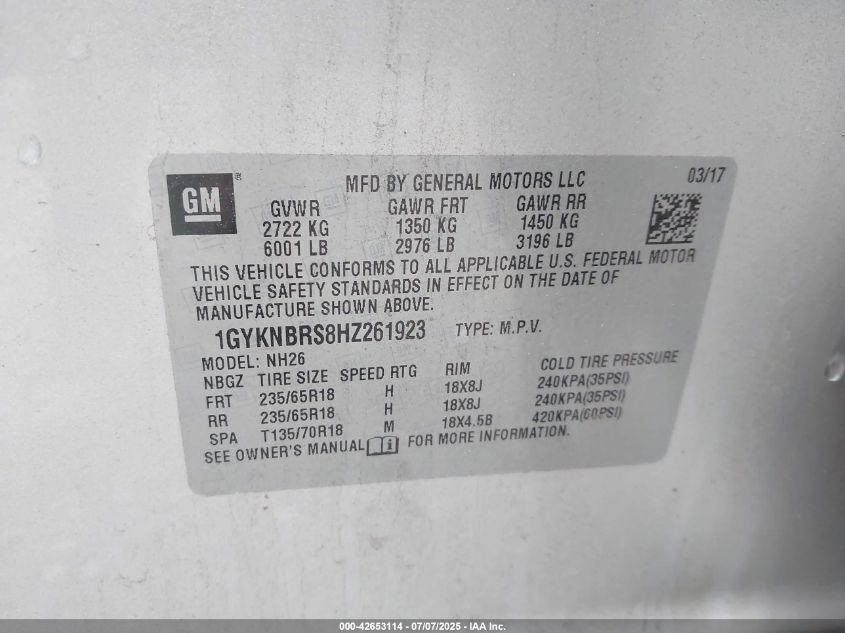 GM ®
MFD BY GENERAL MOTORS LLC 03/17
GVWR GAWR FRT GAWR RR
2722 KG 1350 KG 1450 KG
6001 LB 2976 LB 3196 LB
THIS VEHICLE CONFORMS TO ALL APPLICABLE U.S. FEDERAL MOTOR
VEHICLE SAFETY STANDARDS IN EFFECT ON THE DATE OF
MANUFACTURE SHOWN ABOVE.
1GYKNBRS8HZ261923 TYPE: M.P.V.
MODEL: NH26
NBGZ TIRE SIZE SPEED RTG RIM COLD TIRE PRESSURE
FRT 235/65R18 H 18X8J 240KPA(35PSI)
RR 235/65R18 H 18X8J 240KPA(35PSI)
SPA T135/70R18 M 18X4.5B 420KPA(60PSI)
SEE OWNER'S MANUAL FOR MORE INFORMATION.
000-42653114 - 07/07/2025 - IAA Inc.